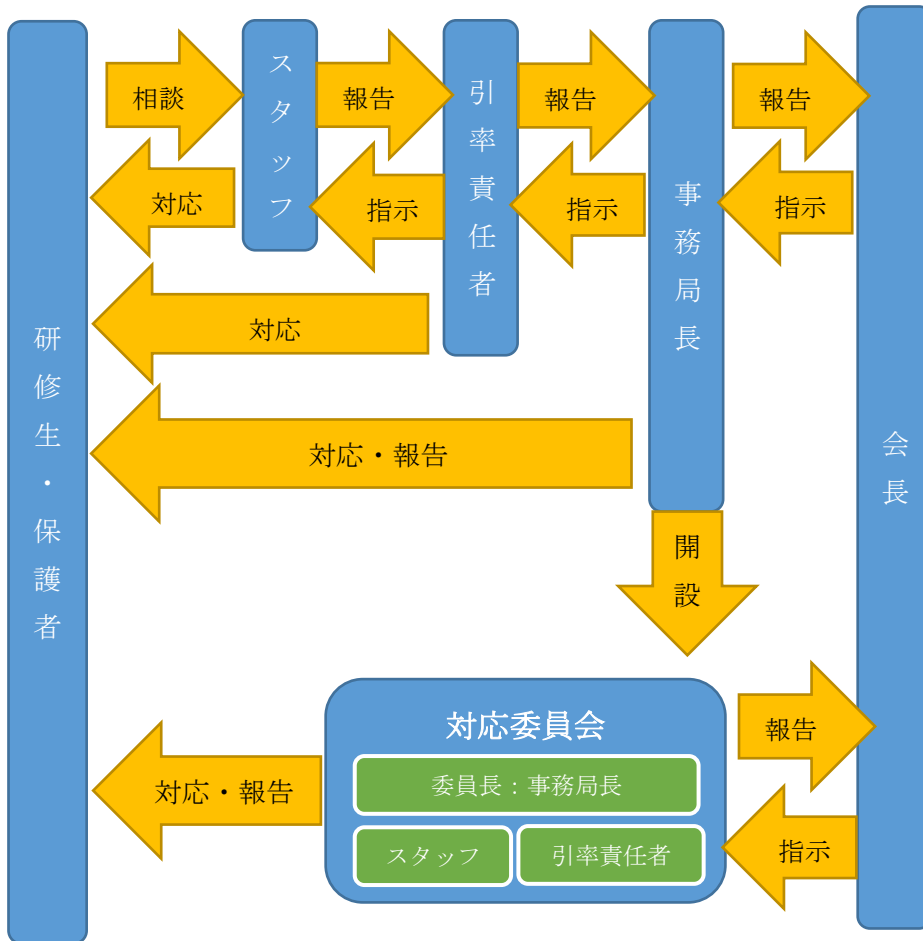 研修生・保護者
相談
対応
スタッフ
報告
指示
引率責任者
報告
指示
事務局長
報告
指示
会長
対応
対応・報告
開設
対応委員会
委員長：事務局長
スタッフ
引率責任者
対応・報告
報告
指示